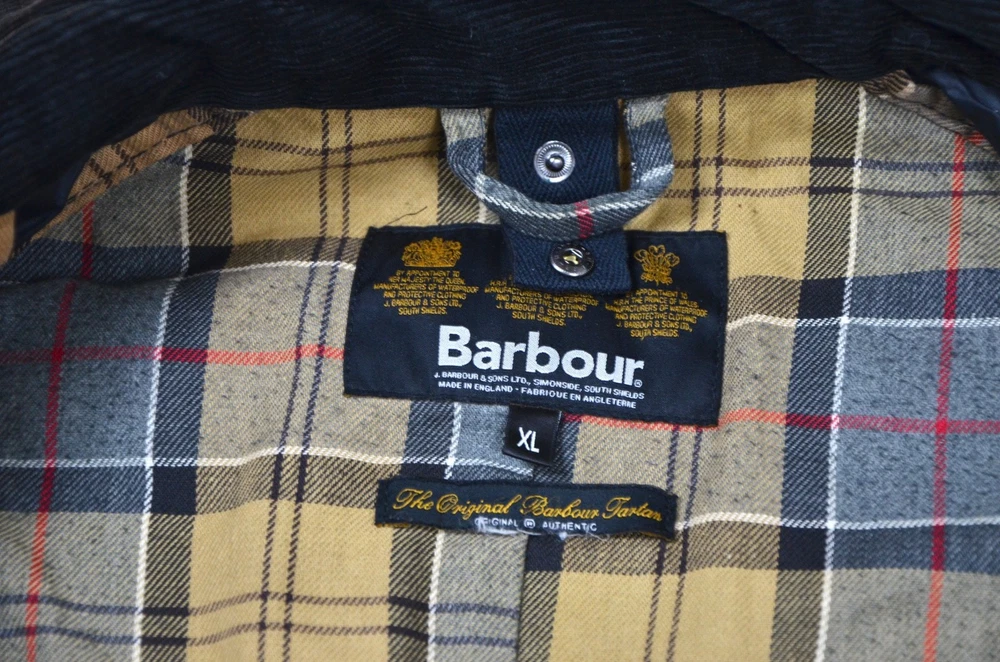 BY APPOINTMENT TO
HER MAJESTY THE QUEEN
MANUFACTURERS OF WATERPROOF
AND PROTECTIVE CLOTHING
J. BARBOUR & SONS LTD.,
SOUTH SHIELDS.
MANUFACTURERS OF WATERPROOF
AND PROTECTIVE CLOTHING
J. BARBOUR & SONS LTD.,
SOUTH SHIELDS.
H.R.H. THE PRINCE OF WALES
MANUFACTURERS OF WATERPROOF
AND PROTECTIVE CLOTHING
J. BARBOUR & SONS LTD.,
SOUTH SHIELDS.
Barbour®
J. BARBOUR & SONS LTD., SIMONSIDE, SOUTH SHIELDS
MADE IN ENGLAND - FABRIQUE EN ANGLETERRE
XL
The Original Barbour Tartan
ORIGINAL AUTHENTIC